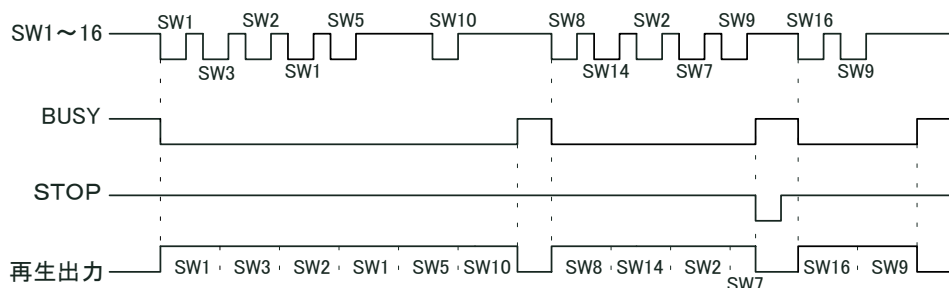 SW1～16
SW1
SW3
SW2
SW1
SW5
SW10
SW8
SW14
SW2
SW7
SW9
SW16
SW9
BUSY
STOP
再生出力
SW1
SW3
SW2
SW1
SW5
SW10
SW8
SW14
SW2
SW7
SW16
SW9